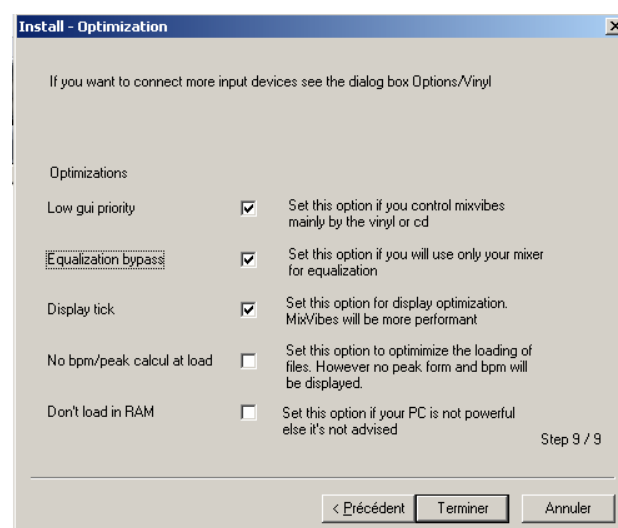 Install - Optimization
If you want to connect more input devices see the dialog box Options/Vinyl
Optimizations
Low gui priority
Set this option if you control mixvibes
mainly by the vinyl or cd
Equalization bypass
Set this option if you will use only your mixer
for equalization
Display tick
Set this option for display optimization.
MixVibes will be more performant
No bpm/peak calcul at load
Set this option to optimimize the loading of
files. However no peak form and bpm will
be displayed.
Don't load in RAM
Set this option if your PC is not powerful
else it's not advised
Step 9 / 9
< Précédent
Terminer
Annuler